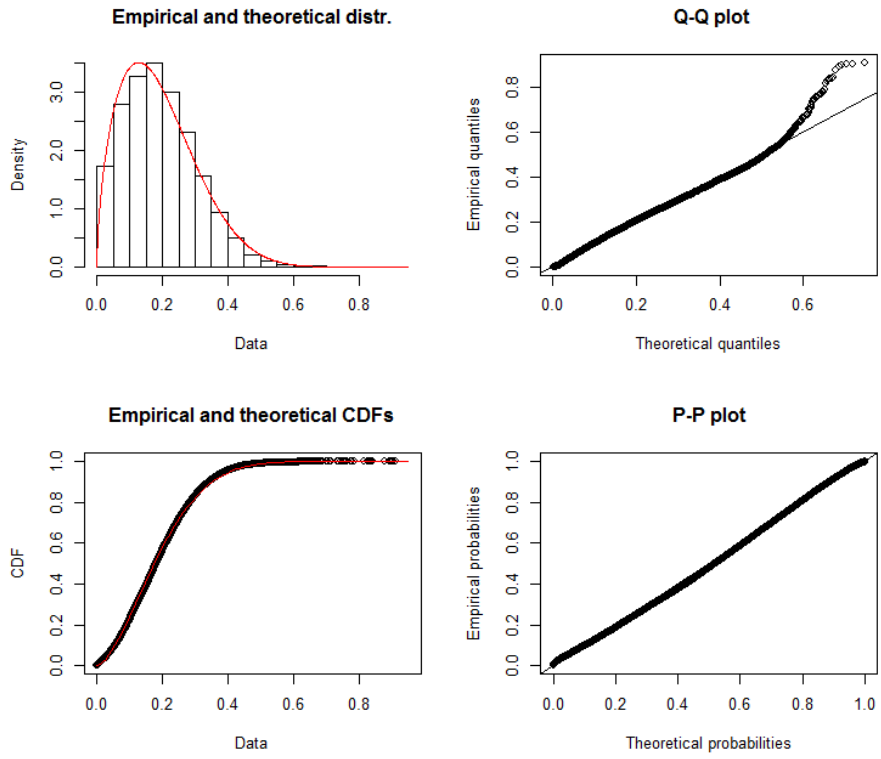 Empirical and theoretical distr.
Density
0.0 1.0 2.0 3.0
0.0 0.2 0.4 0.6 0.8
Data
Q-Q plot
Empirical quantiles
0.0 0.2 0.4 0.6 0.8
0.0 0.2 0.4 0.6
Theoretical quantiles
Empirical and theoretical CDFs
CDF
0.0 0.2 0.4 0.6 0.8 1.0
0.0 0.2 0.4 0.6 0.8
Data
P-P plot
Empirical probabilities
0.0 0.2 0.4 0.6 0.8 1.0
0.0 0.2 0.4 0.6 0.8 1.0
Theoretical probabilities